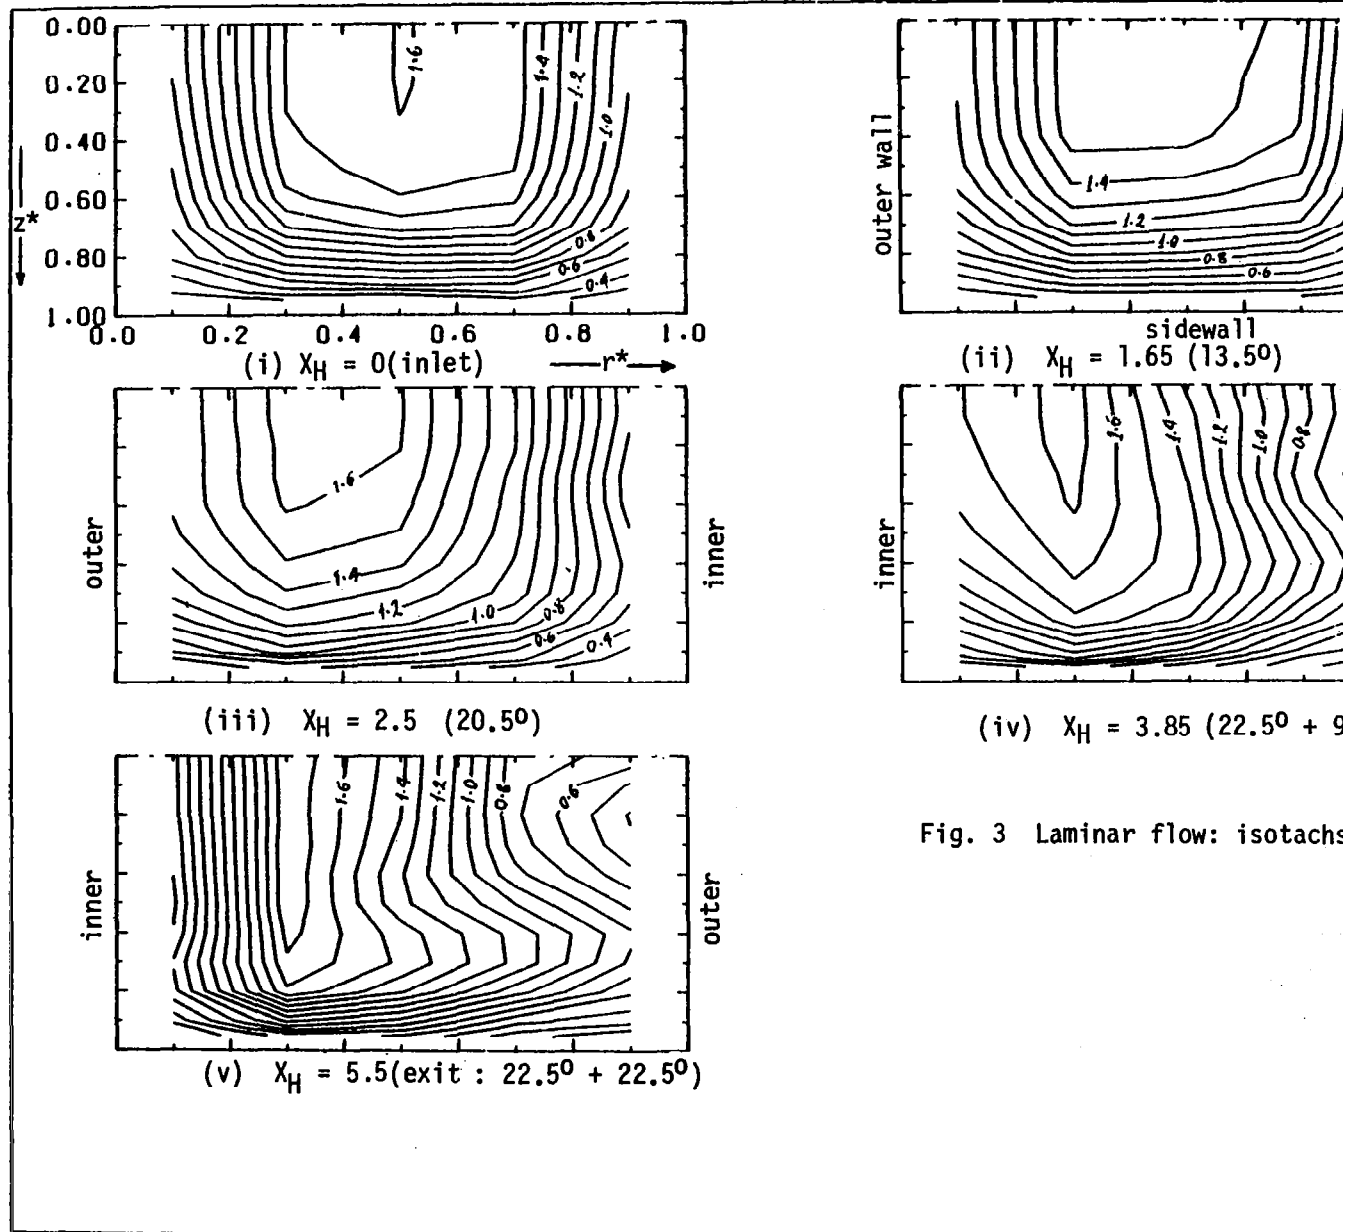 0.00
0.20
0.40
z*
0.60
0.80
1.00
0.0 0.2 0.4 0.6 0.8 1.0
1.6
1.4
1.2
1.0
0.8
0.6
0.4
(i) X_H = 0(inlet) r*
outer wall
1.4
1.2
1.0
0.8
0.6
sidewall
(ii) X_H = 1.65 (13.5º)
outer
1.6
1.4
1.2
1.0
0.8
0.6
0.4
inner
(iii) X_H = 2.5 (20.5º)
inner
1.6
1.4
1.2
1.0
0.8
(iv) X_H = 3.85 (22.5º + 9
inner
1.6
1.4
1.2
1.0
0.8
0.6
outer
(v) X_H = 5.5(exit : 22.5º + 22.5º)
Fig. 3 Laminar flow: isotachs